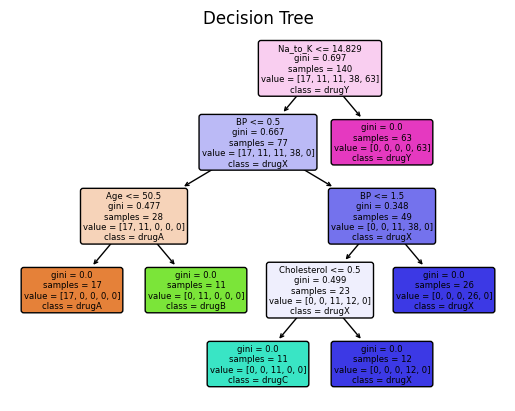 Decision Tree
Na_to_K <= 14.829
gini = 0.697
samples = 140
value = [17, 11, 11, 38, 63]
class = drugY
BP <= 0.5
gini = 0.667
samples = 77
value = [17, 11, 11, 38, 0]
class = drugX
gini = 0.0
samples = 63
value = [0, 0, 0, 0, 63]
class = drugY
Age <= 50.5
gini = 0.477
samples = 28
value = [17, 11, 0, 0, 0]
class = drugA
BP <= 1.5
gini = 0.348
samples = 49
value = [0, 0, 11, 38, 0]
class = drugX
gini = 0.0
samples = 17
value = [17, 0, 0, 0, 0]
class = drugA
gini = 0.0
samples = 11
value = [0, 11, 0, 0, 0]
class = drugB
Cholesterol <= 0.5
gini = 0.499
samples = 23
value = [0, 0, 11, 12, 0]
class = drugX
gini = 0.0
samples = 26
value = [0, 0, 0, 26, 0]
class = drugX
gini = 0.0
samples = 11
value = [0, 0, 11, 0, 0]
class = drugC
gini = 0.0
samples = 12
value = [0, 0, 0, 12, 0]
class = drugX